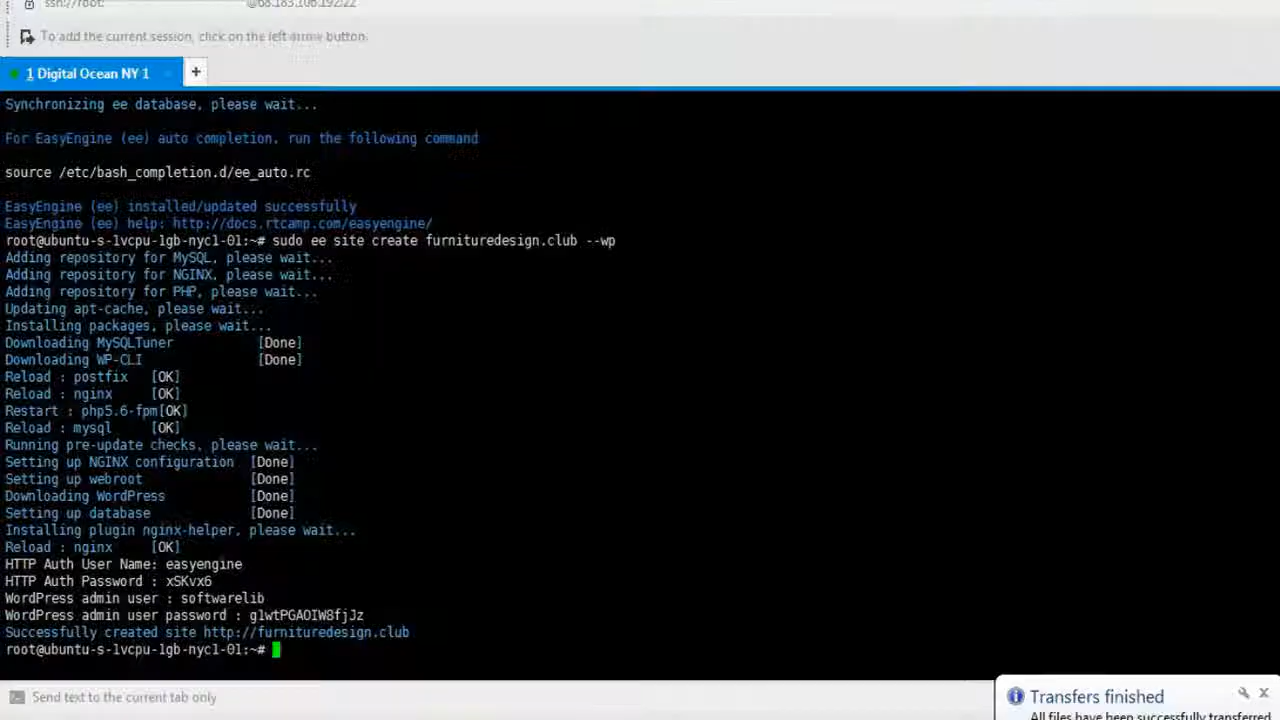 ssh://root: @68.183.106.192:22
To add the current session, click on the left arrow button.
1 Digital Ocean NY 1 +
Synchronizing ee database, please wait...
For EasyEngine (ee) auto completion, run the following command
source /etc/bash_completion.d/ee_auto.rc
EasyEngine (ee) installed/updated successfully
EasyEngine (ee) help: http://docs.rtcamp.com/easyengine/
root@ubuntu-s-1vcpu-1gb-nyc1-01:~# sudo ee site create furnituredesign.club --wp
Adding repository for MySQL, please wait...
Adding repository for NGINX, please wait...
Adding repository for PHP, please wait...
Updating apt-cache, please wait...
Installing packages, please wait...
Downloading MySQLTuner [Done]
Downloading WP-CLI [Done]
Reload : postfix [OK]
Reload : nginx [OK]
Restart : php5.6-fpm[OK]
Reload : mysql [OK]
Running pre-update checks, please wait...
Setting up NGINX configuration [Done]
Setting up webroot [Done]
Downloading WordPress [Done]
Setting up database [Done]
Installing plugin nginx-helper, please wait...
Reload : nginx [OK]
HTTP Auth User Name: easyengine
HTTP Auth Password : xSKvx6
WordPress admin user : softwarelib
WordPress admin user password : g1wtPGAOIW8fjJz
Successfully created site http://furnituredesign.club
root@ubuntu-s-1vcpu-1gb-nyc1-01:~#
Send text to the current tab only
Transfers finished
All files have been successfully transferred